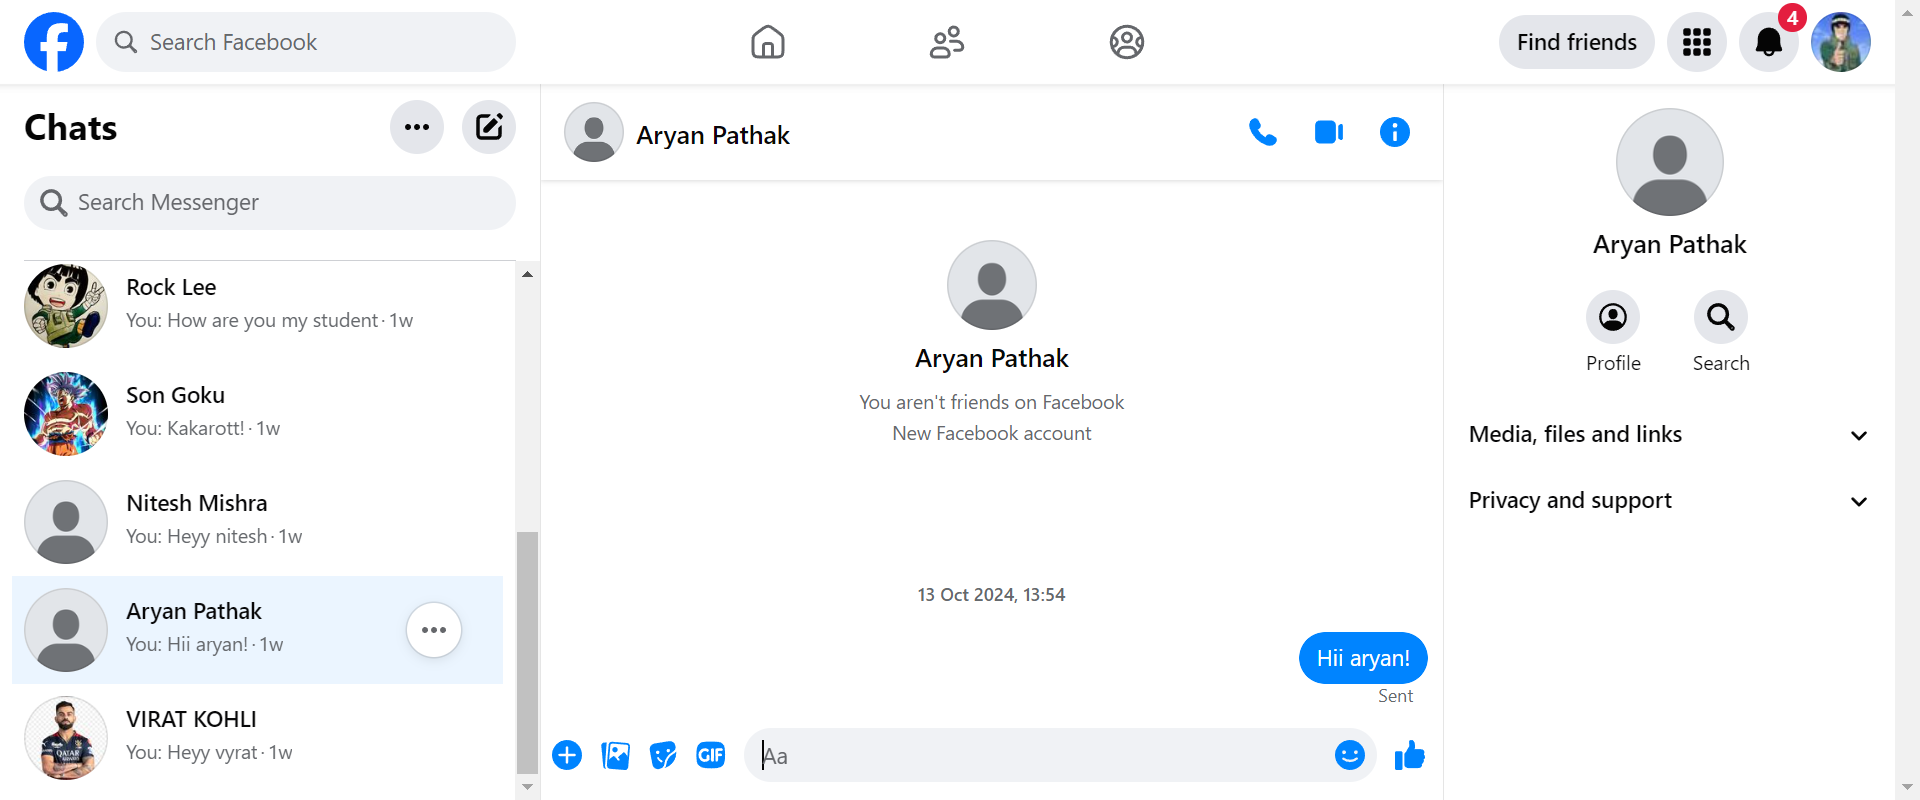 Search Facebook
Find friends
4
Chats
Search Messenger
Rock Lee
You: How are you my student · 1w
Son Goku
You: Kakarott! · 1w
Nitesh Mishra
You: Heyy nitesh · 1w
Aryan Pathak
You: Hii aryan! · 1w
VIRAT KOHLI
You: Heyy vyrat · 1w
Aryan Pathak
Aryan Pathak
You aren't friends on Facebook
New Facebook account
13 Oct 2024, 13:54
Hii aryan!
Sent
GIF
Aa
Aryan Pathak
Profile
Search
Media, files and links
Privacy and support